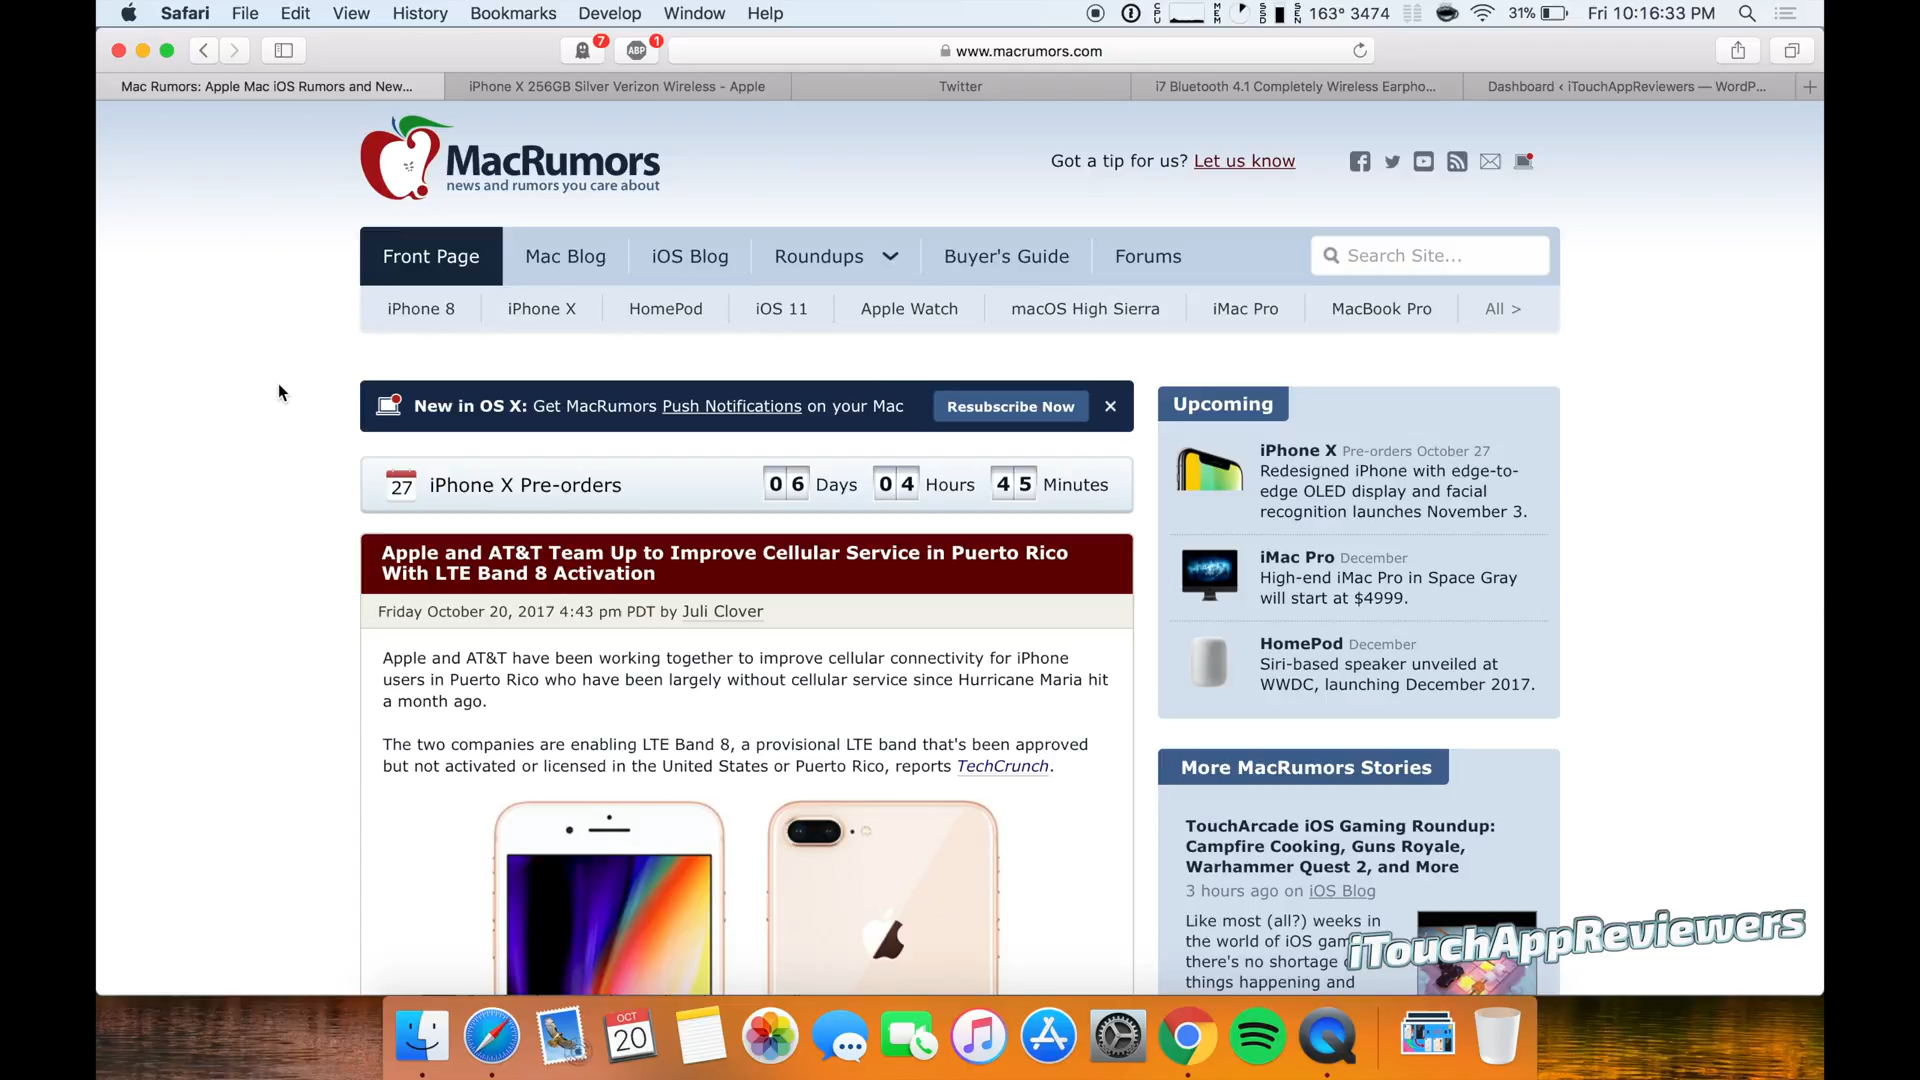 Safari File Edit View History Bookmarks Develop Window Help
CPU MEM SSD SEN 163° 3474 31% Fri 10:16:33 PM
7 ABP 1 www.macrumors.com
Mac Rumors: Apple Mac iOS Rumors and New... iPhone X 256GB Silver Verizon Wireless - Apple Twitter i7 Bluetooth 4.1 Completely Wireless Earpho... Dashboard ‹ iTouchAppReviewers — WordP... +
MacRumors
news and rumors you care about
Got a tip for us? Let us know
Front Page Mac Blog iOS Blog Roundups Buyer's Guide Forums Search Site...
iPhone 8 iPhone X HomePod iOS 11 Apple Watch macOS High Sierra iMac Pro MacBook Pro All >
New in OS X: Get MacRumors Push Notifications on your Mac Resubscribe Now ×
27 iPhone X Pre-orders 06 Days 04 Hours 45 Minutes
Apple and AT&T Team Up to Improve Cellular Service in Puerto Rico
With LTE Band 8 Activation
Friday October 20, 2017 4:43 pm PDT by Juli Clover
Apple and AT&T have been working together to improve cellular connectivity for iPhone
users in Puerto Rico who have been largely without cellular service since Hurricane Maria hit
a month ago.
The two companies are enabling LTE Band 8, a provisional LTE band that's been approved
but not activated or licensed in the United States or Puerto Rico, reports TechCrunch.
Upcoming
iPhone X Pre-orders October 27
Redesigned iPhone with edge-to-
edge OLED display and facial
recognition launches November 3.
iMac Pro December
High-end iMac Pro in Space Gray
will start at $4999.
HomePod December
Siri-based speaker unveiled at
WWDC, launching December 2017.
More MacRumors Stories
TouchArcade iOS Gaming Roundup:
Campfire Cooking, Guns Royale,
Warhammer Quest 2, and More
3 hours ago on iOS Blog
Like most (all?) weeks in
the world of iOS gam
there's no shortage
things happening and
iTouchAppReviewers
OCT
20